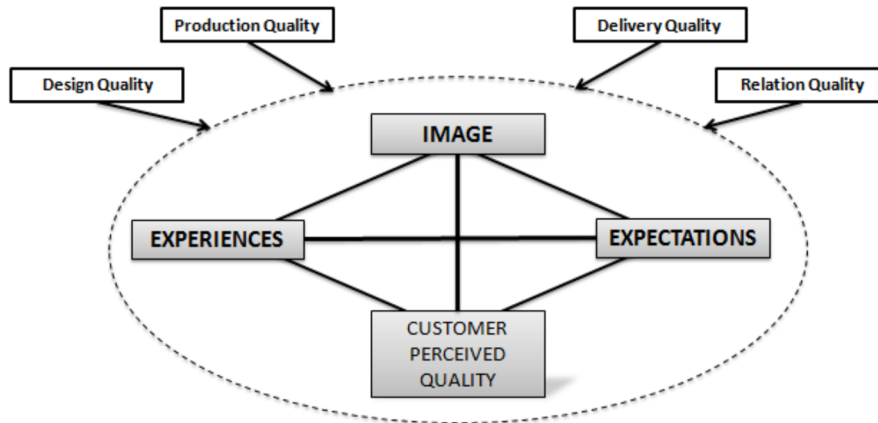 Production Quality
Delivery Quality
Design Quality
Relation Quality
IMAGE
EXPERIENCES
EXPECTATIONS
CUSTOMER
PERCEIVED
QUALITY